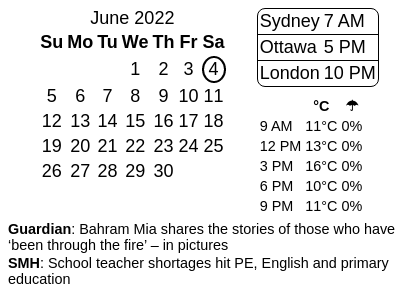 June 2022
Su Mo Tu We Th Fr Sa
1 2 3 4
5 6 7 8 9 10 11
12 13 14 15 16 17 18
19 20 21 22 23 24 25
26 27 28 29 30
Sydney 7 AM
Ottawa 5 PM
London 10 PM
°C ☂
9 AM 11°C 0%
12 PM 13°C 0%
3 PM 16°C 0%
6 PM 10°C 0%
9 PM 11°C 0%
Guardian: Bahram Mia shares the stories of those who have
‘been through the fire’ – in pictures
SMH: School teacher shortages hit PE, English and primary
education